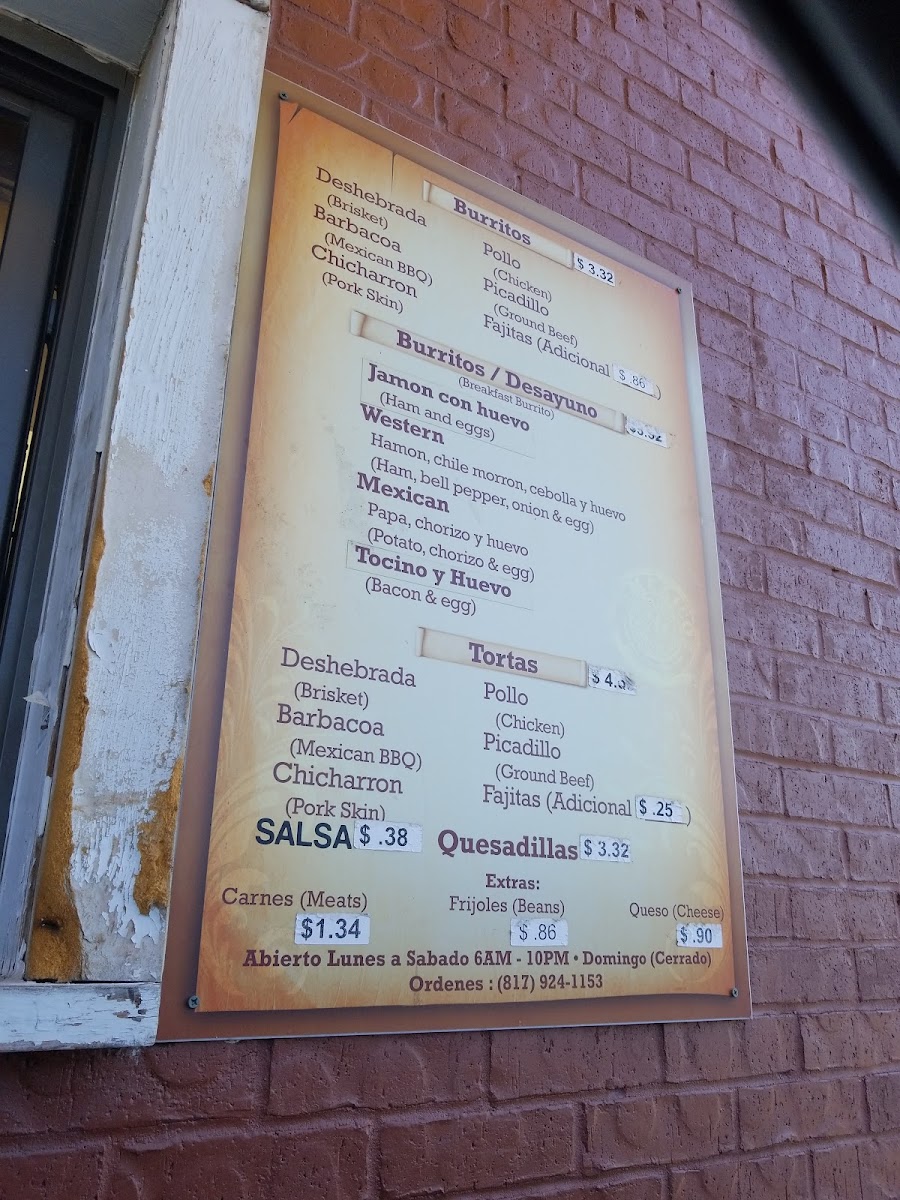 Burritos $ 3.32
Deshebrada
(Brisket)
Barbacoa
(Mexican BBQ)
Chicharron
(Pork Skin)
Pollo
(Chicken)
Picadillo
(Ground Beef)
Fajitas (Adicional $ .86 )
Burritos / Desayuno
(Breakfast Burrito)
Jamon con huevo
(Ham and eggs)
Western
Hamon, chile morron, cebolla y huevo
(Ham, bell pepper, onion & egg)
Mexican
Papa, chorizo y huevo
(Potato, chorizo & egg)
Tocino y Huevo
(Bacon & egg)
Tortas
Deshebrada
(Brisket)
Barbacoa
(Mexican BBQ)
Chicharron
(Pork Skin)
Pollo
(Chicken)
Picadillo
(Ground Beef)
Fajitas (Adicional $ .25 )
SALSA $ .38
Quesadillas $ 3.32
Extras:
Carnes (Meats)
$1.34
Frijoles (Beans)
$ .86
Queso (Cheese)
$ .90
Abierto Lunes a Sabado 6AM - 10PM • Domingo (Cerrado)
Ordenes : (817) 924-1153